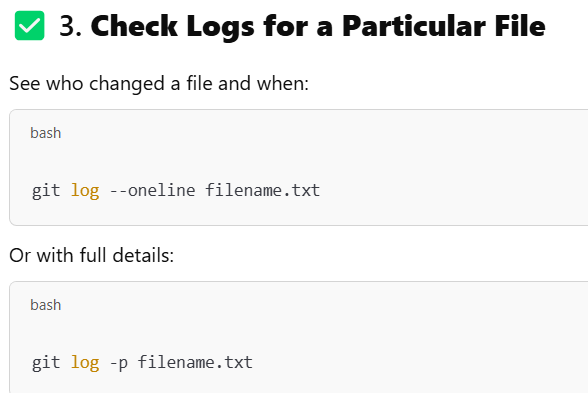 ✅ 3. Check Logs for a Particular File
See who changed a file and when:
bash
git log --oneline filename.txt
Or with full details:
bash
git log -p filename.txt